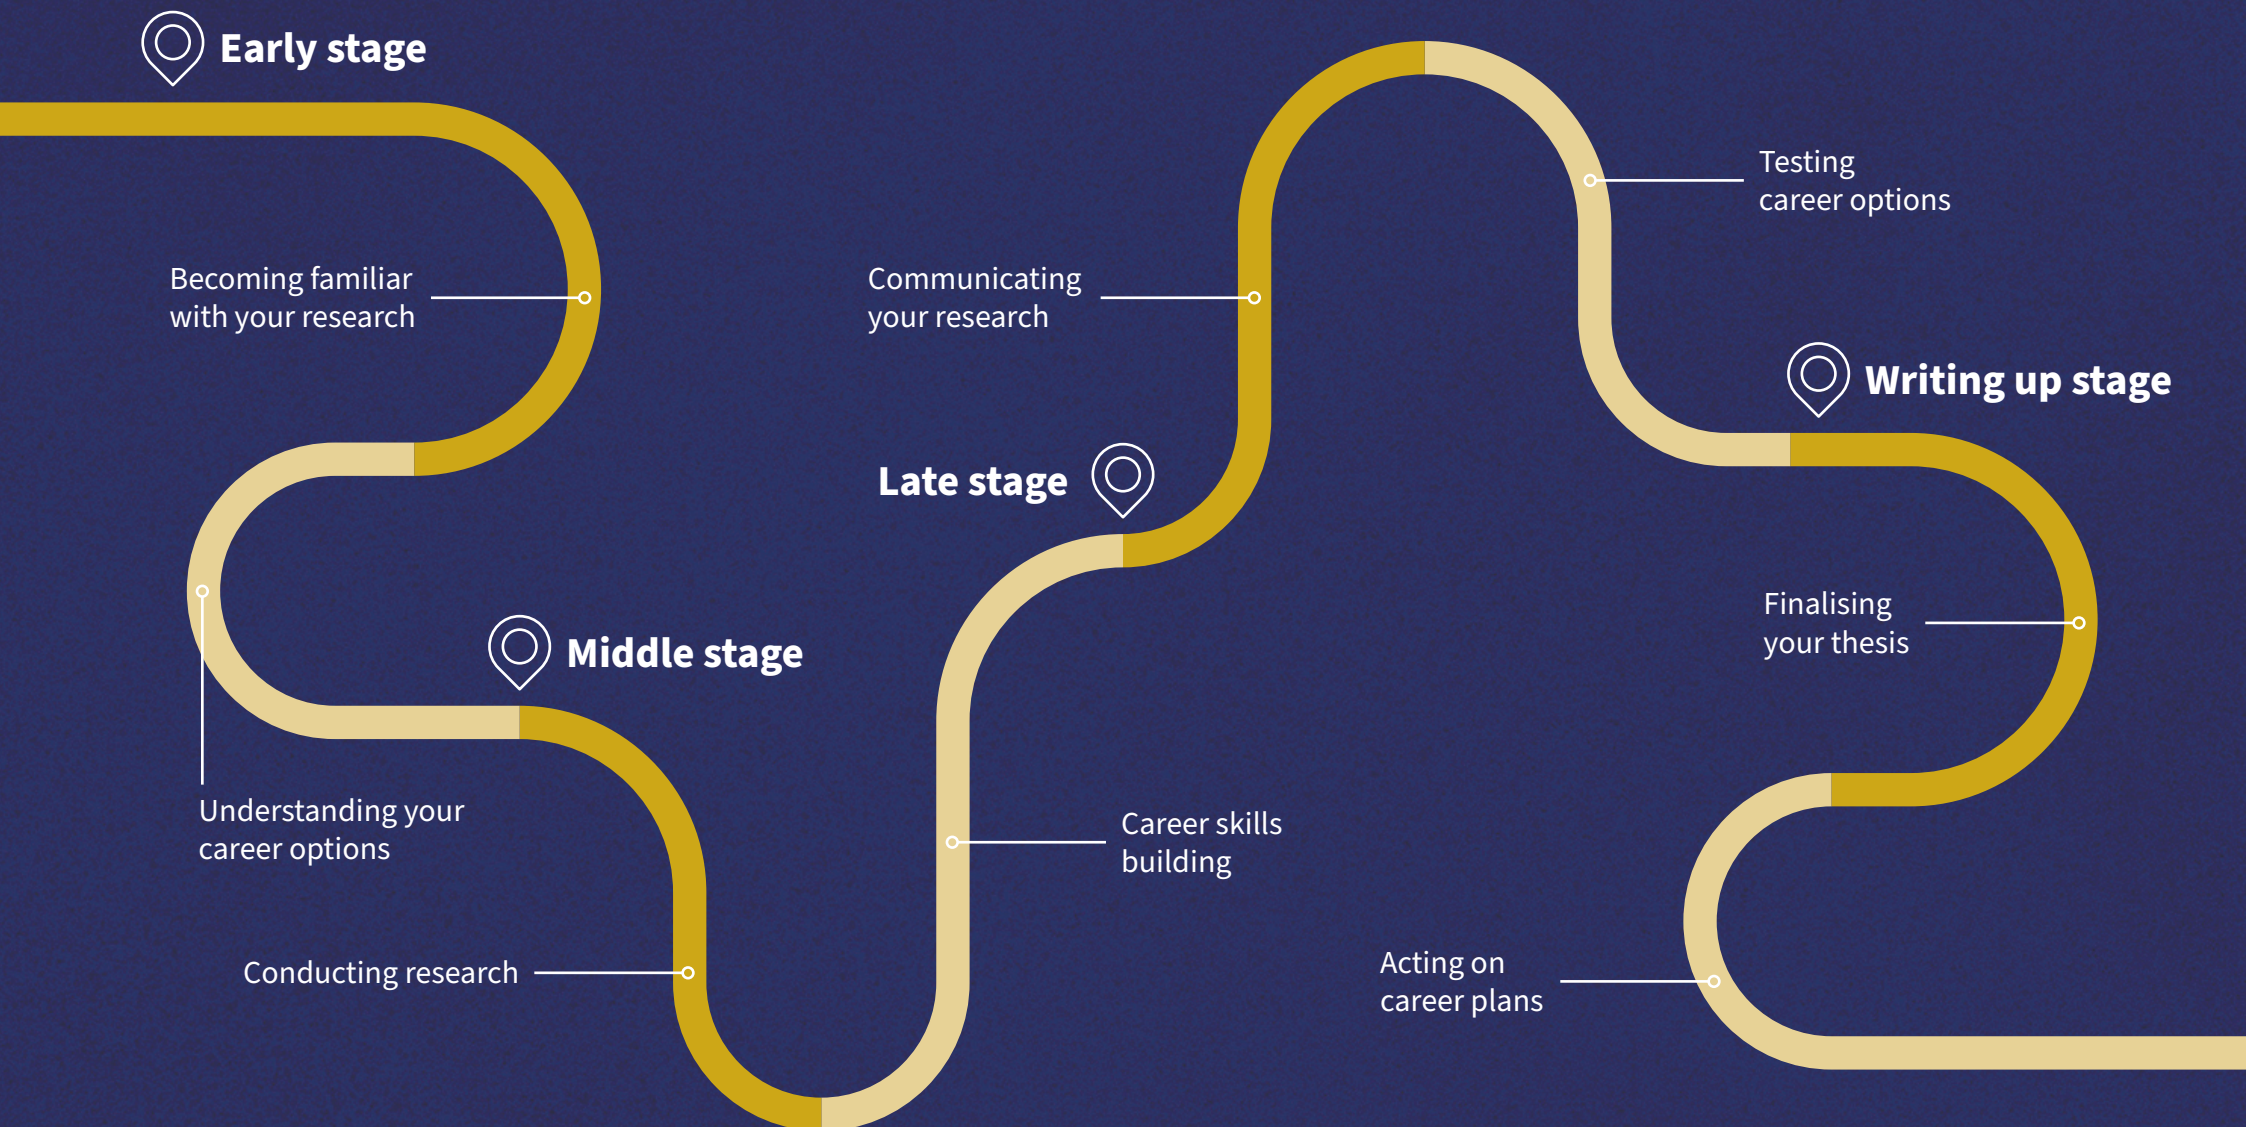 Early stage
Becoming familiar
with your research
Understanding your
career options
Middle stage
Conducting research
Career skills
building
Late stage
Communicating
your research
Testing
career options
Writing up stage
Finalising
your thesis
Acting on
career plans